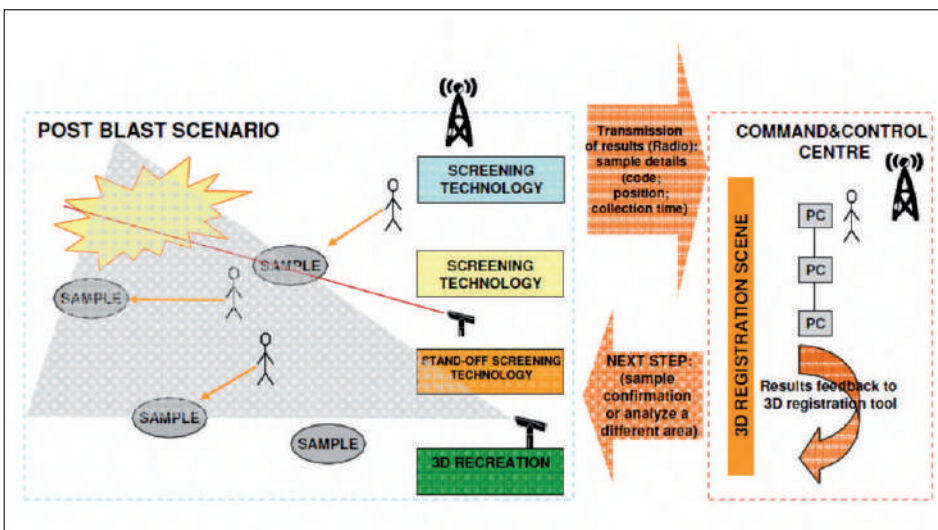 POST BLAST SCENARIO
SCREENING
TECHNOLOGY
SAMPLE
SCREENING
TECHNOLOGY
SAMPLE
STAND-OFF SCREENING
TECHNOLOGY
SAMPLE
SAMPLE
3D RECREATION
Transmission
of results (Radio):
sample details
(code;
position;
collection time)
NEXT STEP:
(sample
confirmation
or analyze a
different area)
COMMAND&CONTROL
CENTRE
3D REGISTRATION SCENE
PC
PC
PC
Results feedback to
3D registration tool